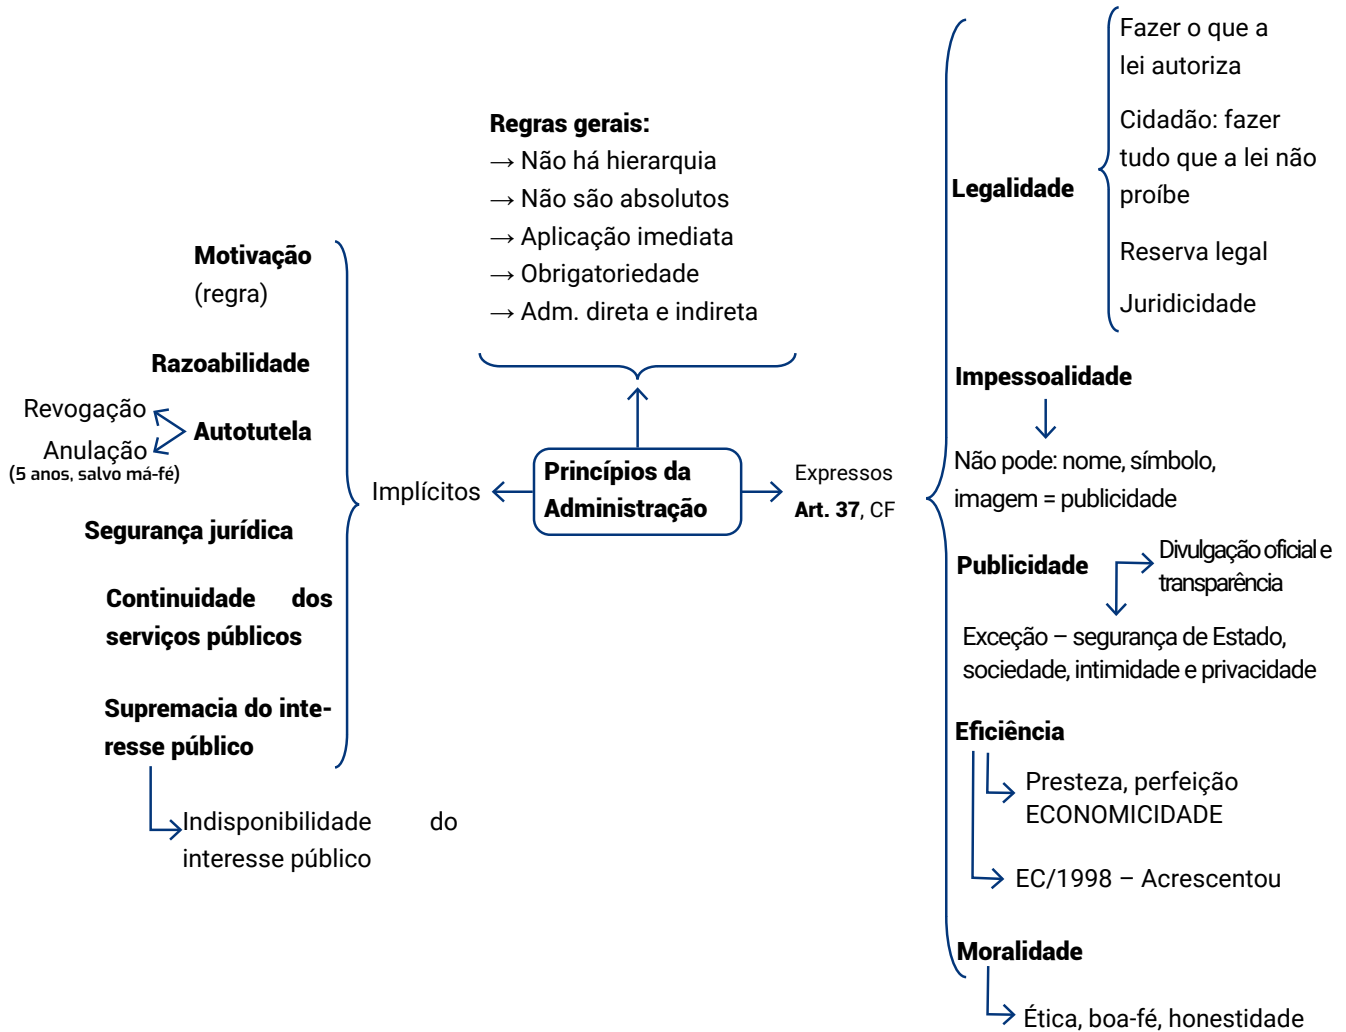 Regras gerais:
→ Não há hierarquia
→ Não são absolutos
→ Aplicação imediata
→ Obrigatoriedade
→ Adm. direta e indireta
Princípios da
Administração
Implícitos
Motivação
(regra)
Razoabilidade
Autotutela
Revogação
Anulação
(5 anos, salvo má-fé)
Segurança jurídica
Continuidade dos
serviços públicos
Supremacia do inte-
resse público
Indisponibilidade do
interesse público
Expressos
Art. 37, CF
Legalidade
Fazer o que a
lei autoriza
Cidadão: fazer
tudo que a lei não
proíbe
Reserva legal
Juridicidade
Impessoalidade
Não pode: nome, símbolo,
imagem = publicidade
Publicidade
Divulgação oficial e
transparência
Exceção – segurança de Estado,
sociedade, intimidade e privacidade
Eficiência
Presteza, perfeição
ECONOMICIDADE
EC/1998 – Acrescentou
Moralidade
Ética, boa-fé, honestidade